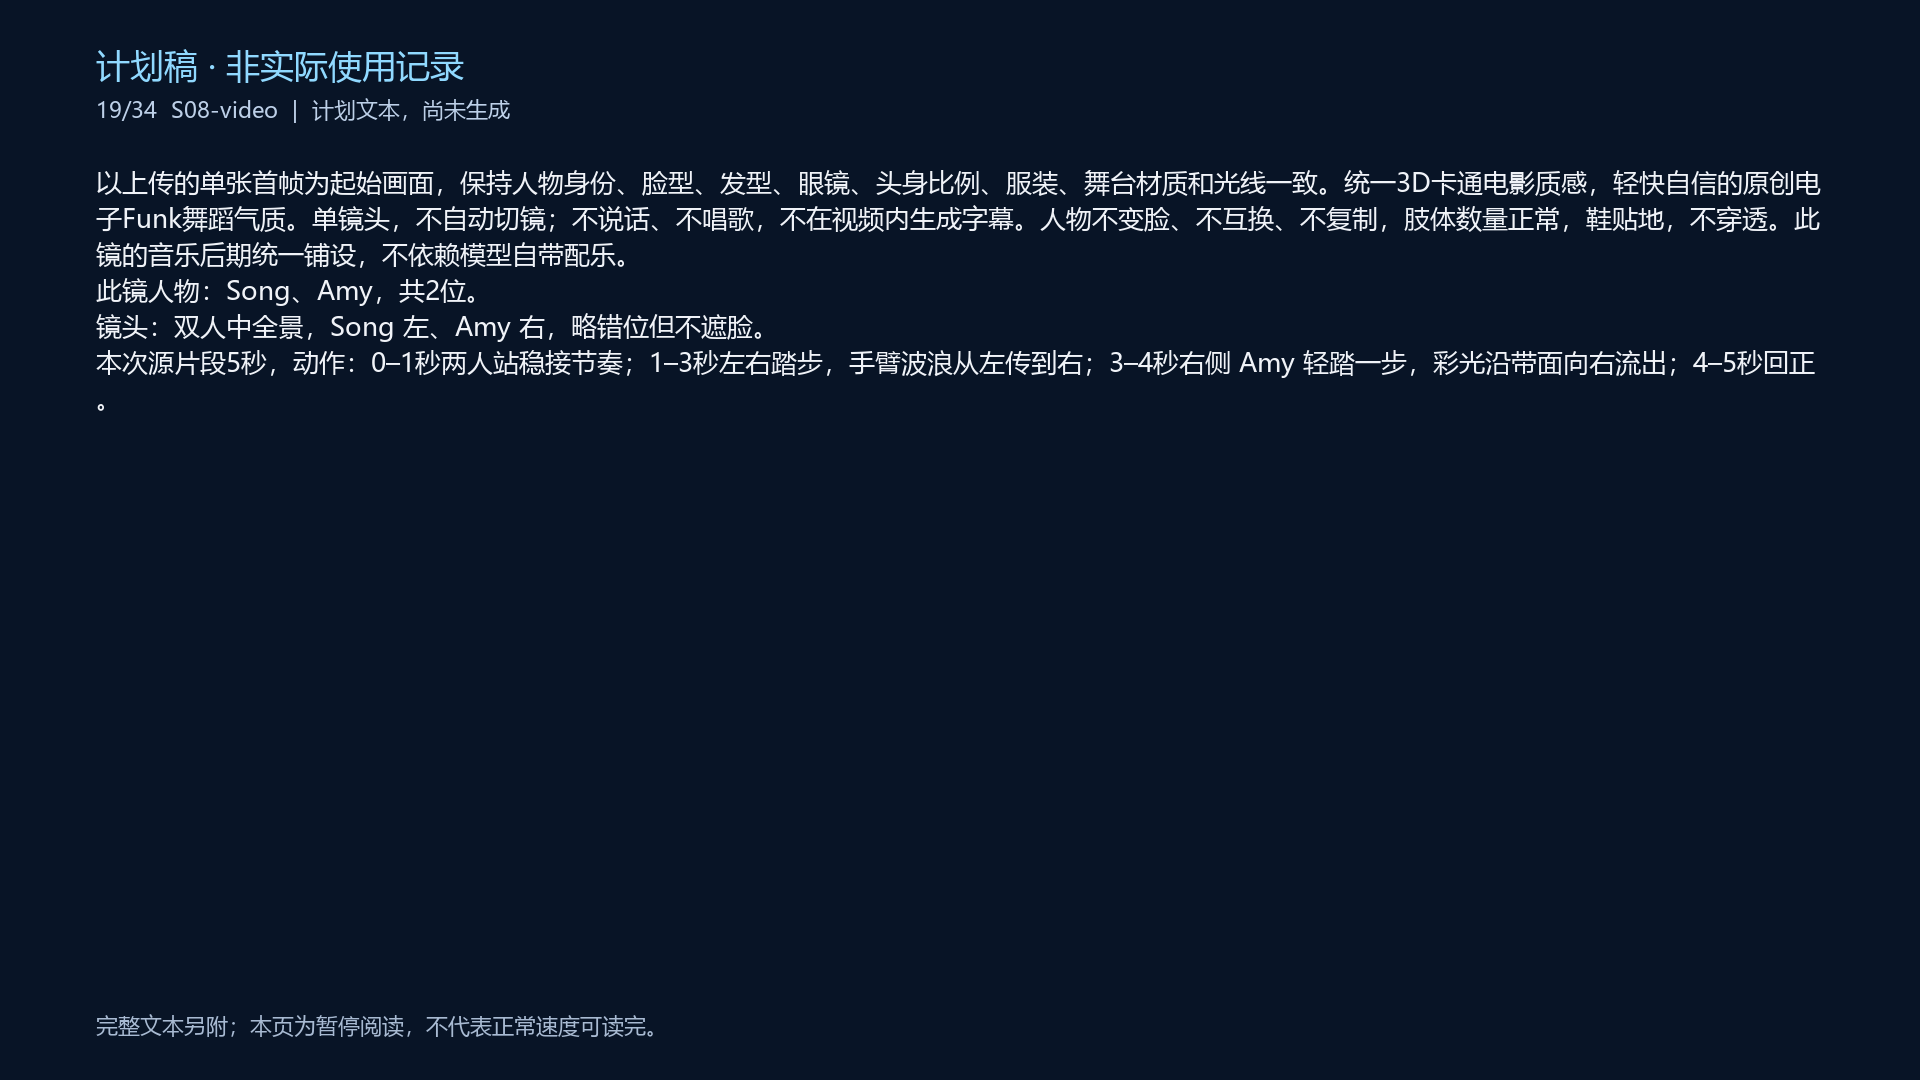 计划稿 · 非实际使用记录
19/34 S08-video | 计划文本，尚未生成
以上传的单张首帧为起始画面，保持人物身份、脸型、发型、眼镜、头身比例、服装、舞台材质和光线一致。统一3D卡通电影质感，轻快自信的原创电
子Funk舞蹈气质。单镜头，不自动切镜；不说话、不唱歌，不在视频内生成字幕。人物不变脸、不互换、不复制，肢体数量正常，鞋贴地，不穿透。此
镜的音乐后期统一铺设，不依赖模型自带配乐。
此镜人物：Song、Amy，共2位。
镜头：双人中全景，Song 左、Amy 右，略错位但不遮脸。
本次源片段5秒，动作：0–1秒两人站稳接节奏；1–3秒左右踏步，手臂波浪从左传到右；3–4秒右侧 Amy 轻踏一步，彩光沿带面向右流出；4–5秒回正
。
完整文本另附；本页为暂停阅读，不代表正常速度可读完。